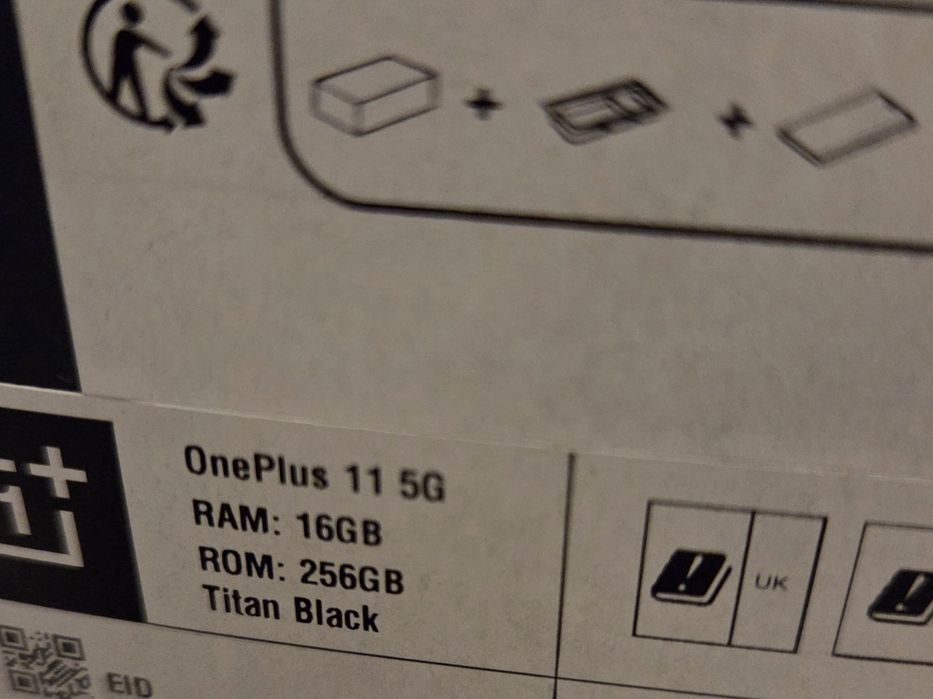 OnePlus 11 5G
RAM: 16GB
ROM: 256GB
Titan Black
UK
EID